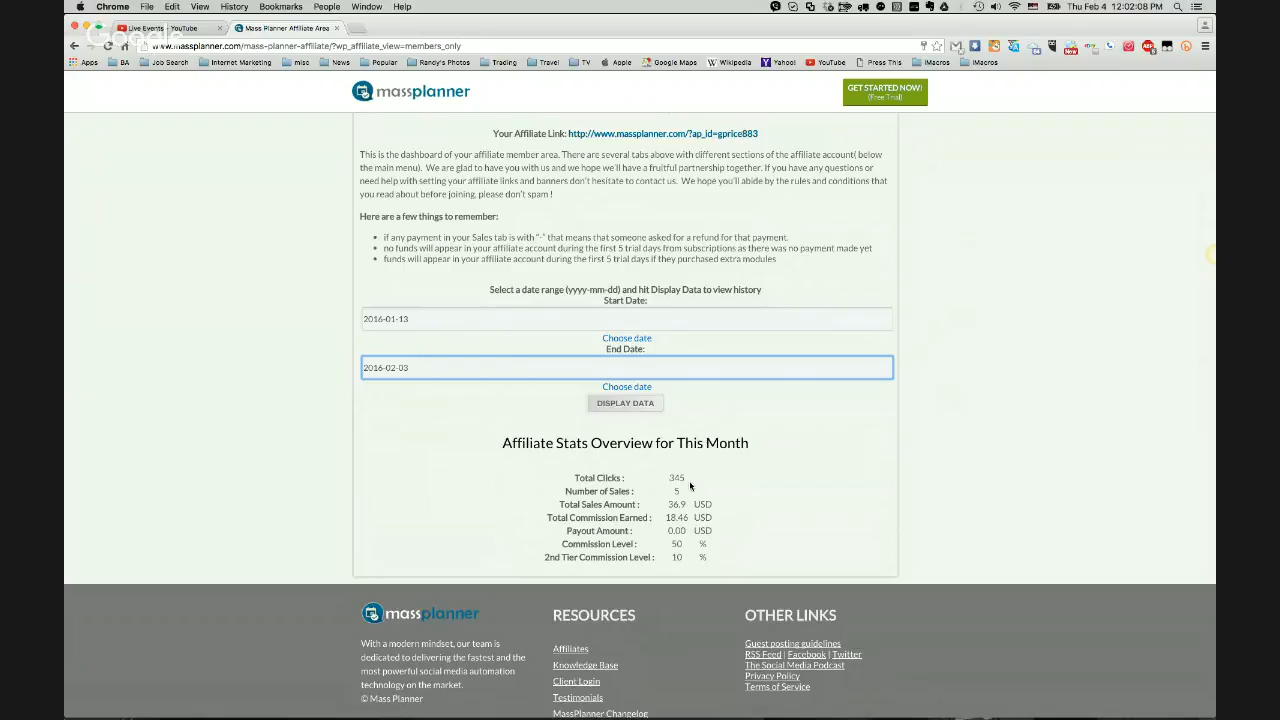 Chrome File Edit View History Bookmarks People Window Help Thu Feb 4 12:02:08 PM
Live Events - YouTube Mass Planner Affiliate Area
Google
www.massplanner.com/mass-planner-affiliate/?wp_affiliate_view=members_only
Apps BA Job Search Internet Marketing misc News Popular Randy's Photos Trading Travel TV Apple Google Maps Wikipedia Yahoo! YouTube Press This iMacros iMacros
massplanner
GET STARTED NOW!
(Free Trial)
Your Affiliate Link: http://www.massplanner.com/?ap_id=gprice883
This is the dashboard of your affiliate member area. There are several tabs above with different sections of the affiliate account( below
the main menu). We are glad to have you with us and we hope we'll have a fruitful partnership together. If you have any questions or
need help with setting your affiliate links and banners don't hesitate to contact us. We hope you'll abide by the rules and conditions that
you read about before joining, please don't spam !
Here are a few things to remember:
if any payment in your Sales tab is with "-" that means that someone asked for a refund for that payment.
no funds will appear in your affiliate account during the first 5 trial days from subscriptions as there was no payment made yet
funds will appear in your affiliate account during the first 5 trial days if they purchased extra modules
Select a date range (yyyy-mm-dd) and hit Display Data to view history
Start Date:
2016-01-13
Choose date
End Date:
2016-02-03
Choose date
DISPLAY DATA
Affiliate Stats Overview for This Month
Total Clicks : 345
Number of Sales : 5
Total Sales Amount : 36.9 USD
Total Commission Earned : 18.46 USD
Payout Amount : 0.00 USD
Commission Level : 50 %
2nd Tier Commission Level : 10 %
massplanner
With a modern mindset, our team is
dedicated to delivering the fastest and the
most powerful social media automation
technology on the market.
© Mass Planner
RESOURCES
Affiliates
Knowledge Base
Client Login
Testimonials
MassPlanner Changelog
OTHER LINKS
Guest posting guidelines
RSS Feed | Facebook | Twitter
The Social Media Podcast
Privacy Policy
Terms of Service